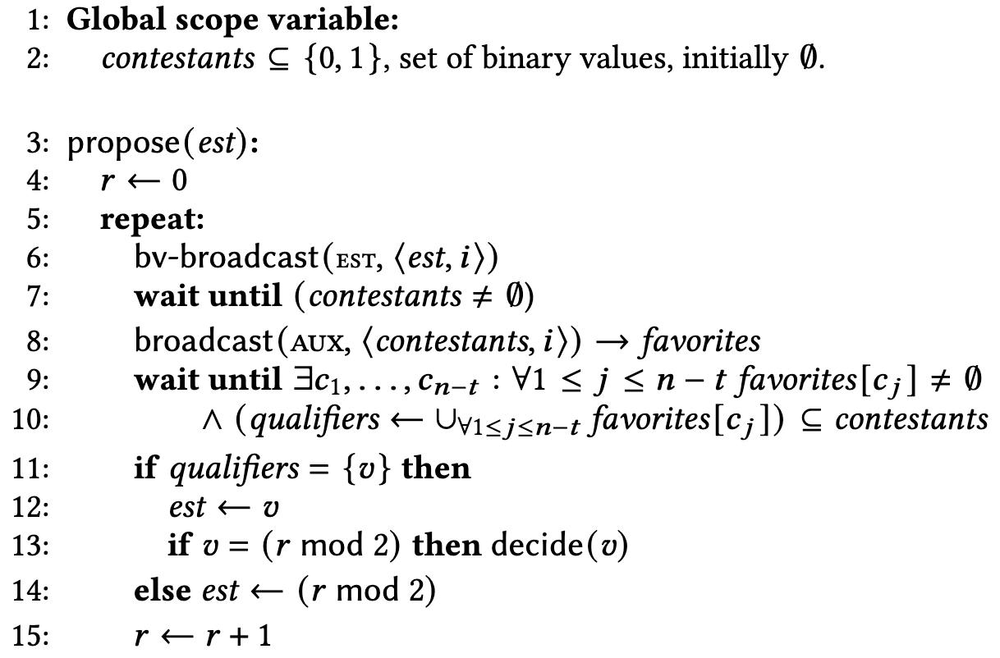 1: Global scope variable:
2: contestants ⊆ {0, 1}, set of binary values, initially ∅.
3: propose(est):
4: r ← 0
5: repeat:
6: bv-broadcast(EST, ⟨est, i⟩)
7: wait until (contestants ≠ ∅)
8: broadcast(AUX, ⟨contestants, i⟩) → favorites
9: wait until ∃c₁, . . . , cₙ₋ₜ : ∀1 ≤ j ≤ n − t favorites[cⱼ] ≠ ∅
10: ∧ (qualifiers ← ∪∀1≤j≤n−t favorites[cⱼ]) ⊆ contestants
11: if qualifiers = {v} then
12: est ← v
13: if v = (r mod 2) then decide(v)
14: else est ← (r mod 2)
15: r ← r + 1